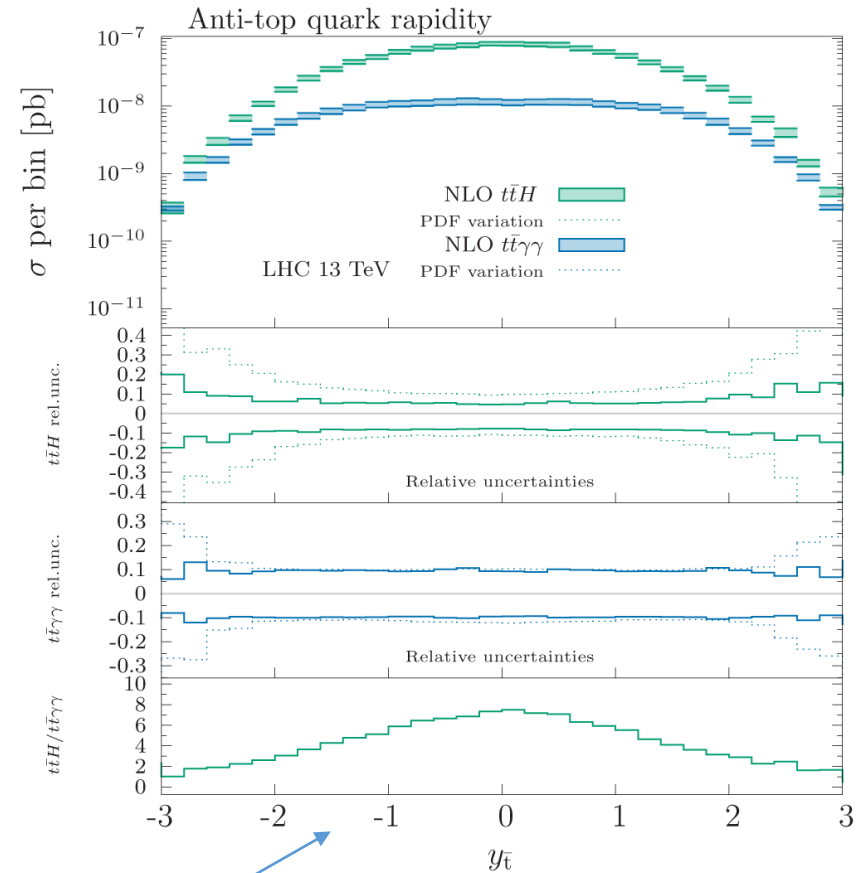 Anti-top quark rapidity
σ per bin [pb]
10⁻⁷
10⁻⁸
10⁻⁹
10⁻¹⁰
10⁻¹¹
NLO tt̄H
PDF variation
NLO tt̄γγ
PDF variation
LHC 13 TeV
tt̄H rel.unc.
0.4
0.3
0.2
0.1
0
-0.1
-0.2
-0.3
-0.4
Relative uncertainties
tt̄γγ rel.unc.
0.3
0.2
0.1
0
-0.1
-0.2
-0.3
Relative uncertainties
tt̄H/tt̄γγ
10
8
6
4
2
0
-3 -2 -1 0 1 2 3
y_t̄